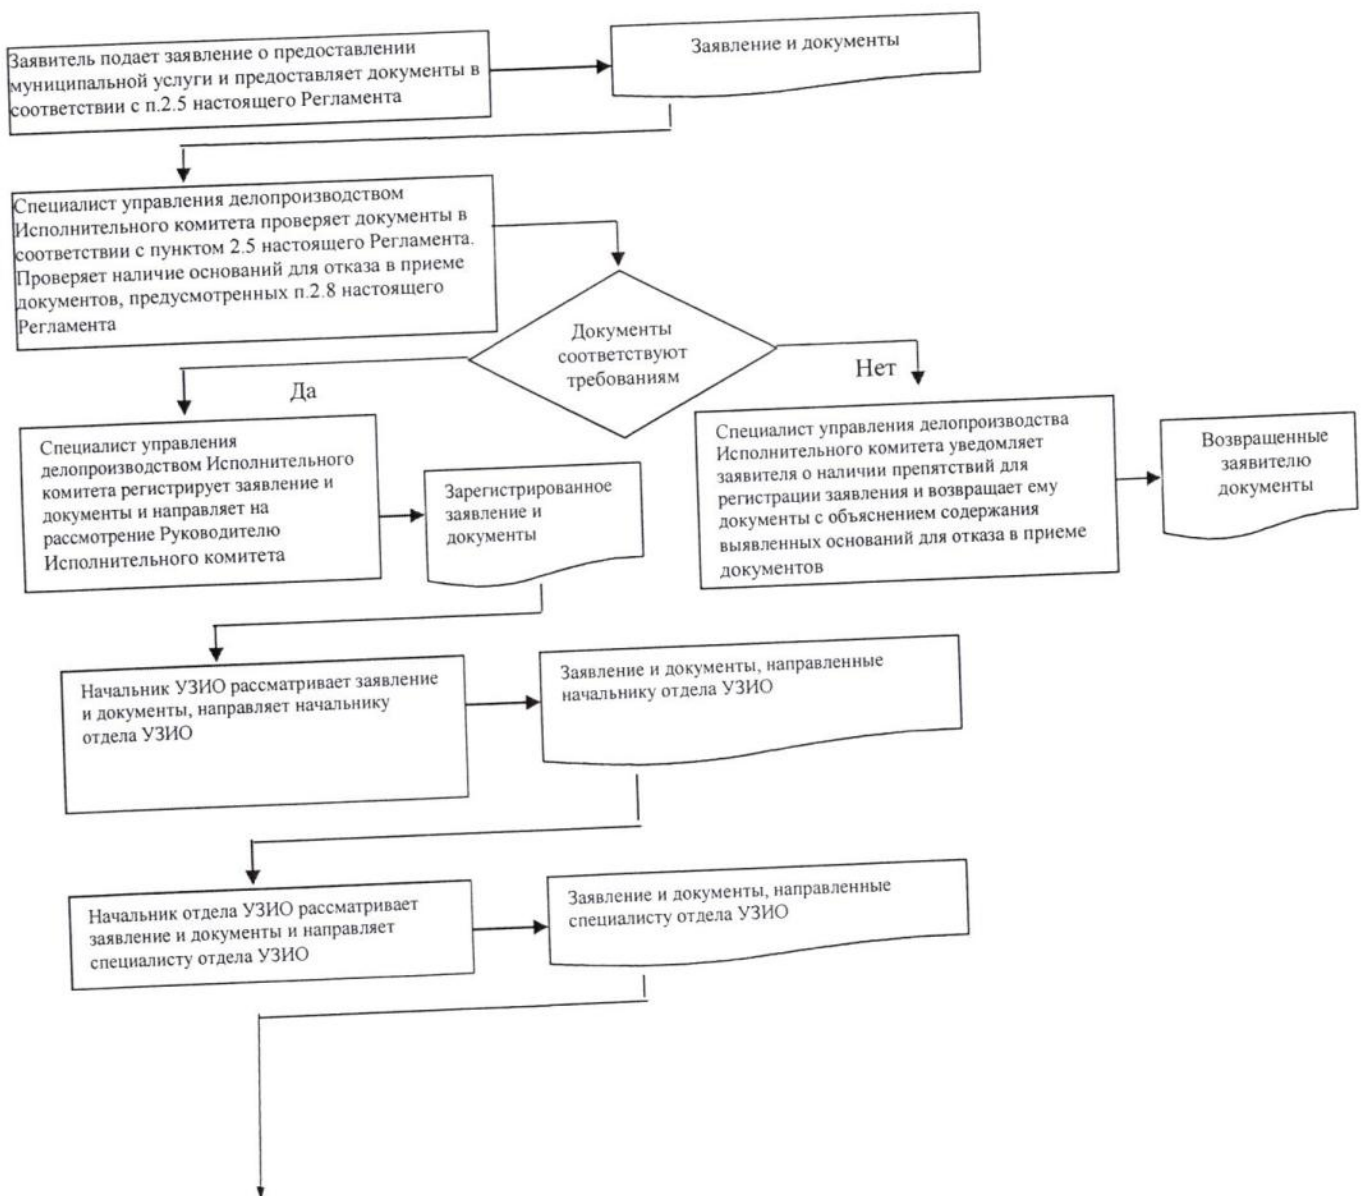 Заявитель подает заявление о предоставлении
муниципальной услуги и предоставляет документы в
соответствии с п.2.5 настоящего Регламента
Заявление и документы
Специалист управления делопроизводством
Исполнительного комитета проверяет документы в
соответствии с пунктом 2.5 настоящего Регламента.
Проверяет наличие оснований для отказа в приеме
документов, предусмотренных п.2.8 настоящего
Регламента
Документы
соответствуют
требованиям
Да
Нет
Специалист управления
делопроизводством Исполнительного
комитета регистрирует заявление и
документы и направляет на
рассмотрение Руководителю
Исполнительного комитета
Зарегистрированное
заявление и
документы
Специалист управления делопроизводства
Исполнительного комитета уведомляет
заявителя о наличии препятствий для
регистрации заявления и возвращает ему
документы с объяснением содержания
выявленных оснований для отказа в приеме
документов
Возвращенные
заявителю
документы
Начальник УЗИО рассматривает заявление
и документы, направляет начальнику
отдела УЗИО
Заявление и документы, направленные
начальнику отдела УЗИО
Начальник отдела УЗИО рассматривает
заявление и документы и направляет
специалисту отдела УЗИО
Заявление и документы, направленные
специалисту отдела УЗИО